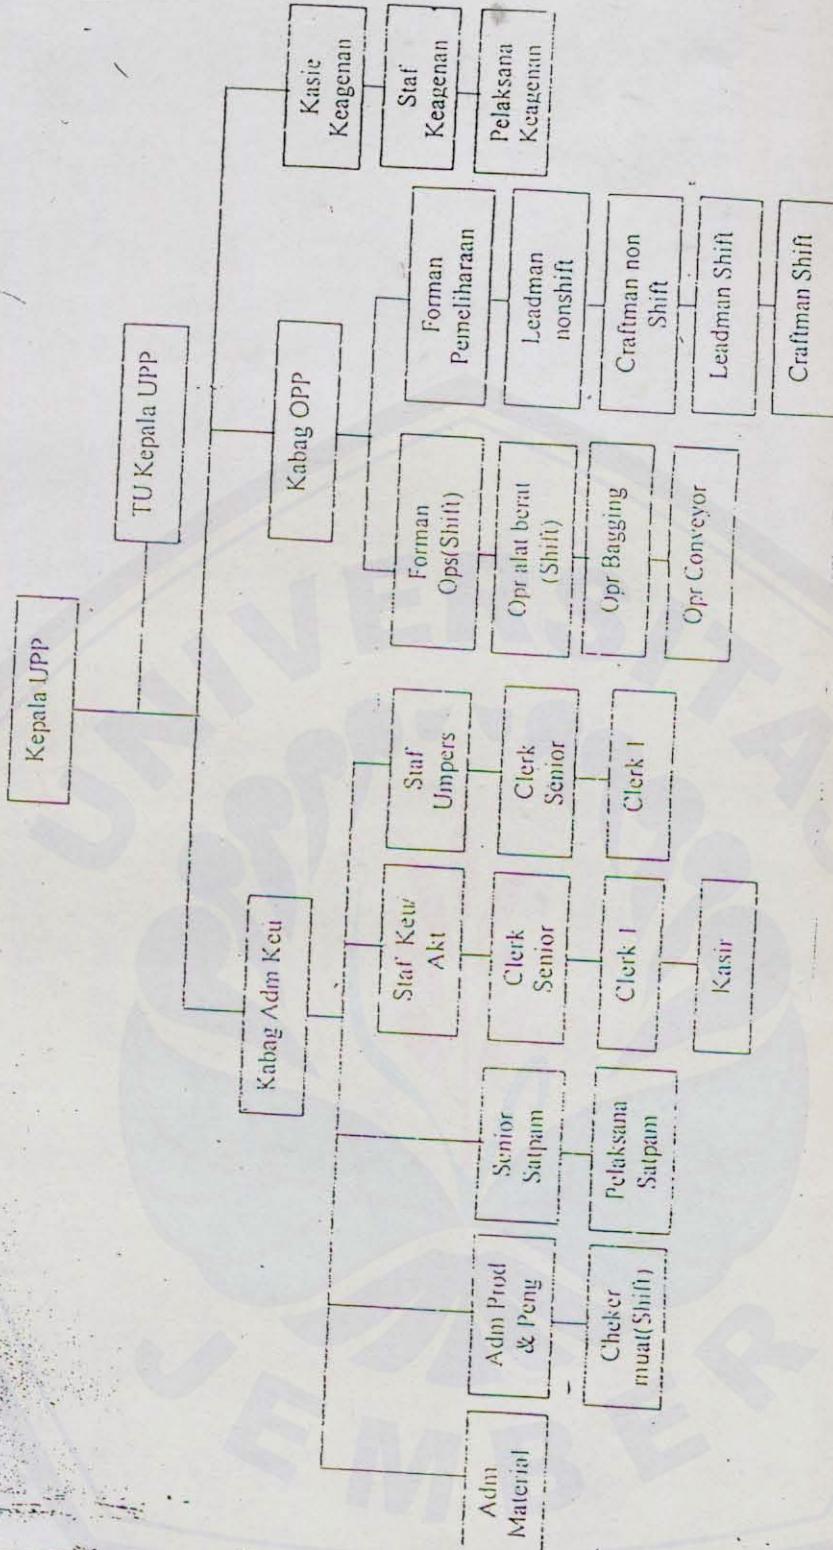 Kepala UPP
TU Kepala UPP
Kabag Adm Keu
Kabag OPP
Kasie
Keagenan
Adm
Material
Adm Prod
& Peng
Cheker
muat(Shift)
Senior
Satpam
Pelaksana
Satpam
Staf Keu/
Akt
Clerk
Senior
Clerk I
Kasir
Staf
Umpers
Clerk
Senior
Clerk I
Forman
Ops(Shift)
Opr alat berat
(Shift)
Opr Bagging
Opr Conveyor
Forman
Pemeliharaan
Leadman
nonshift
Craftman non
Shift
Leadman Shift
Craftman Shift
Staf
Keagenan
Pelaksana
Keagenan
UNIVERSITAS
JEMBER